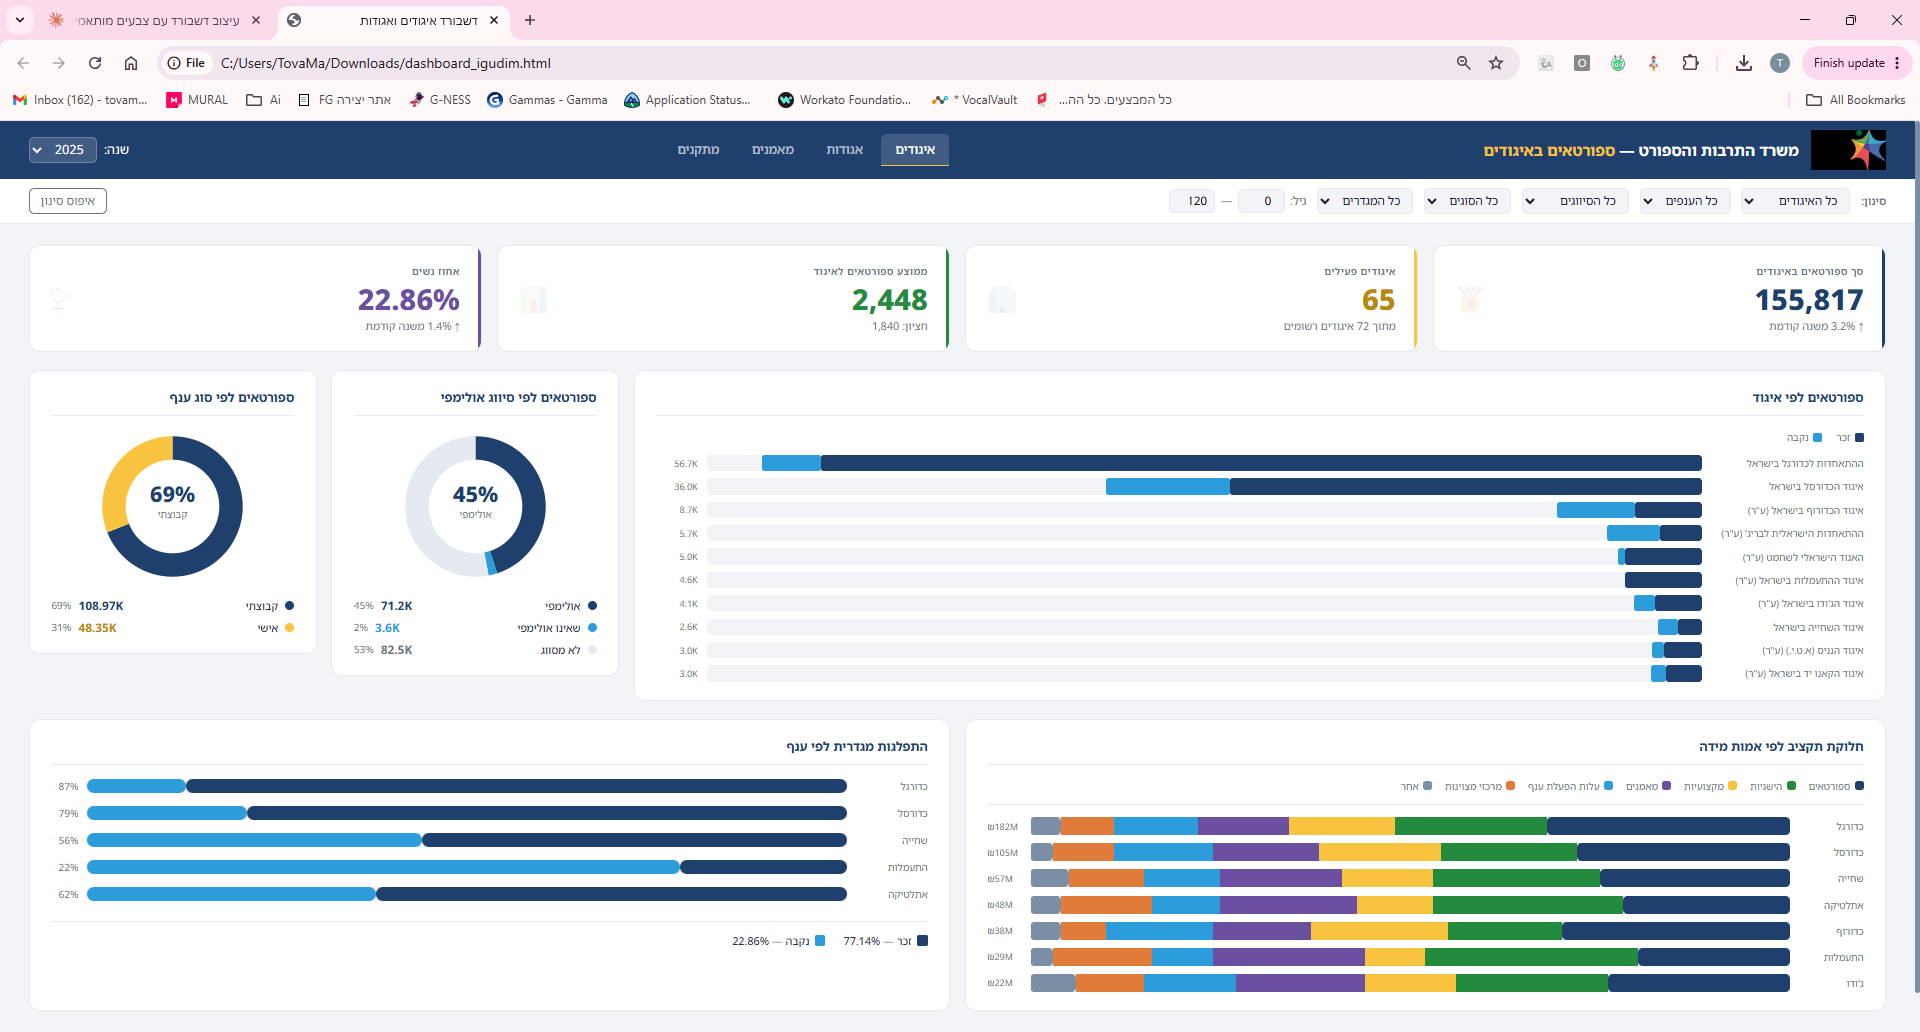 עיצוב דשבורד עם צבעים מותאמי
דשבורד איגודים ואגודות
File C:/Users/TovaMa/Downloads/dashboard_igudim.html
Finish update
Inbox (162) - tovam...
MURAL
Ai
אתר יצירה FG
G-NESS
Gammas - Gamma
Application Status...
Workato Foundatio...
* VocalVault
כל המבצעים. כל הה...
All Bookmarks
משרד התרבות והספורט — ספורטאים באיגודים
איגודים
אגודות
מאמנים
מתקנים
שנה: 2025
סינון:
כל האיגודים
כל הענפים
כל הסיווגים
כל הסוגים
כל המגדרים
גיל: 0 — 120
איפוס סינון
סך ספורטאים באיגודים
155,817
↑ 3.2% משנה קודמת
איגודים פעילים
65
מתוך 72 איגודים רשומים
ממוצע ספורטאים לאיגוד
2,448
חציון: 1,840
אחוז נשים
22.86%
↑ 1.4% משנה קודמת
ספורטאים לפי איגוד
זכר
נקבה
ההתאחדות לכדורגל בישראל 56.7K
איגוד הכדורסל בישראל 36.0K
איגוד הכדורוף בישראל (ע"ר) 8.7K
ההתאחדות הישראלית לבריג' (ע"ר) 5.7K
האגוד הישראלי לשחמט (ע"ר) 5.0K
איגוד ההתעמלות בישראל (ע"ר) 4.6K
איגוד הג'ודו בישראל (ע"ר) 4.1K
איגוד השחייה בישראל 2.6K
איגוד הנניס (א.ט.י.) (ע"ר) 3.0K
איגוד הקאנו יד בישראל (ע"ר) 3.0K
ספורטאים לפי סיווג אולימפי
45%
אולימפי
אולימפי 71.2K 45%
שאינו אולימפי 3.6K 2%
לא מסווג 82.5K 53%
ספורטאים לפי סוג ענף
69%
קבוצתי
קבוצתי 108.97K 69%
אישי 48.35K 31%
חלוקת תקציב לפי אמות מידה
ספורטאים
הישגיות
מקצועיות
מאמנים
עלות הפעלת ענף
מרכזי מצוינות
אחר
כדורגל ₪182M
כדורסל ₪105M
שחייה ₪57M
אתלטיקה ₪48M
כדורוף ₪38M
התעמלות ₪29M
ג'ודו ₪22M
התפלגות מגדרית לפי ענף
כדורגל 87%
כדורסל 79%
שחייה 56%
התעמלות 22%
אתלטיקה 62%
זכר — 77.14%
נקבה — 22.86%